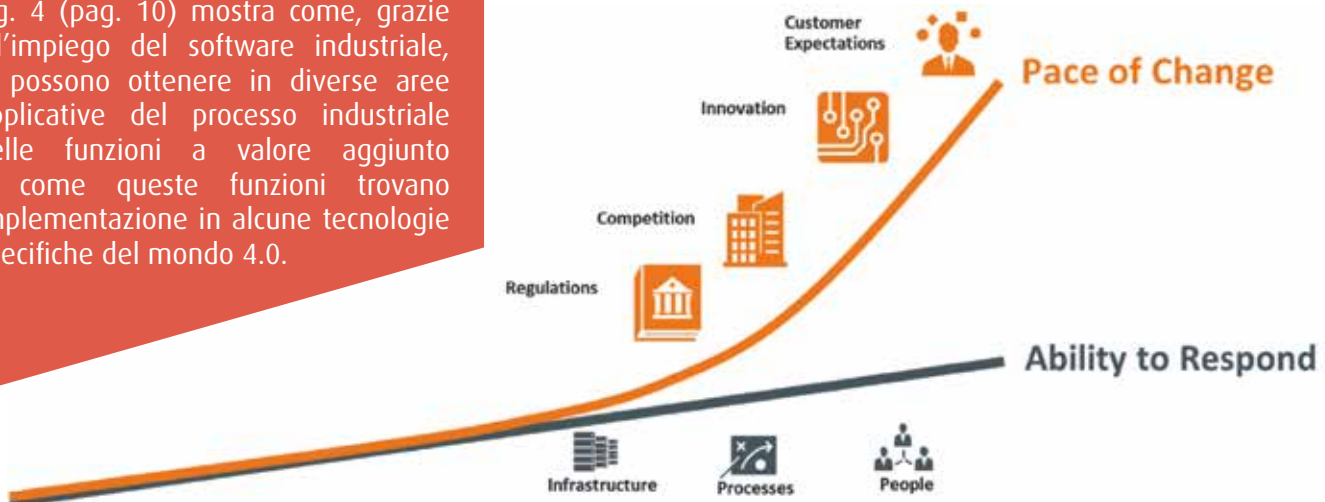 g. 4 (pag. 10) mostra come, grazie
l'impiego del software industriale,
possono ottenere in diverse aree
pplicative del processo industriale
elle funzioni a valore aggiunto
come queste funzioni trovano
mplementazione in alcune tecnologie
ecifiche del mondo 4.0.
Customer
Expectations
Pace of Change
Innovation
Competition
Regulations
Ability to Respond
Infrastructure
Processes
People